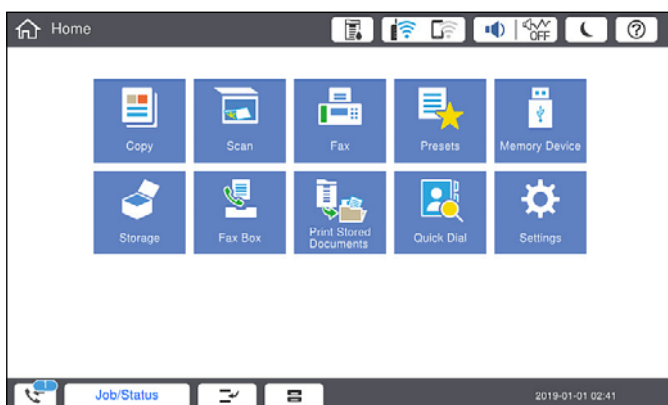 Home
OFF
Copy
Scan
Fax
Presets
Memory Device
Storage
Fax Box
Print Stored
Documents
Quick Dial
Settings
Job/Status
2019-01-01 02:41